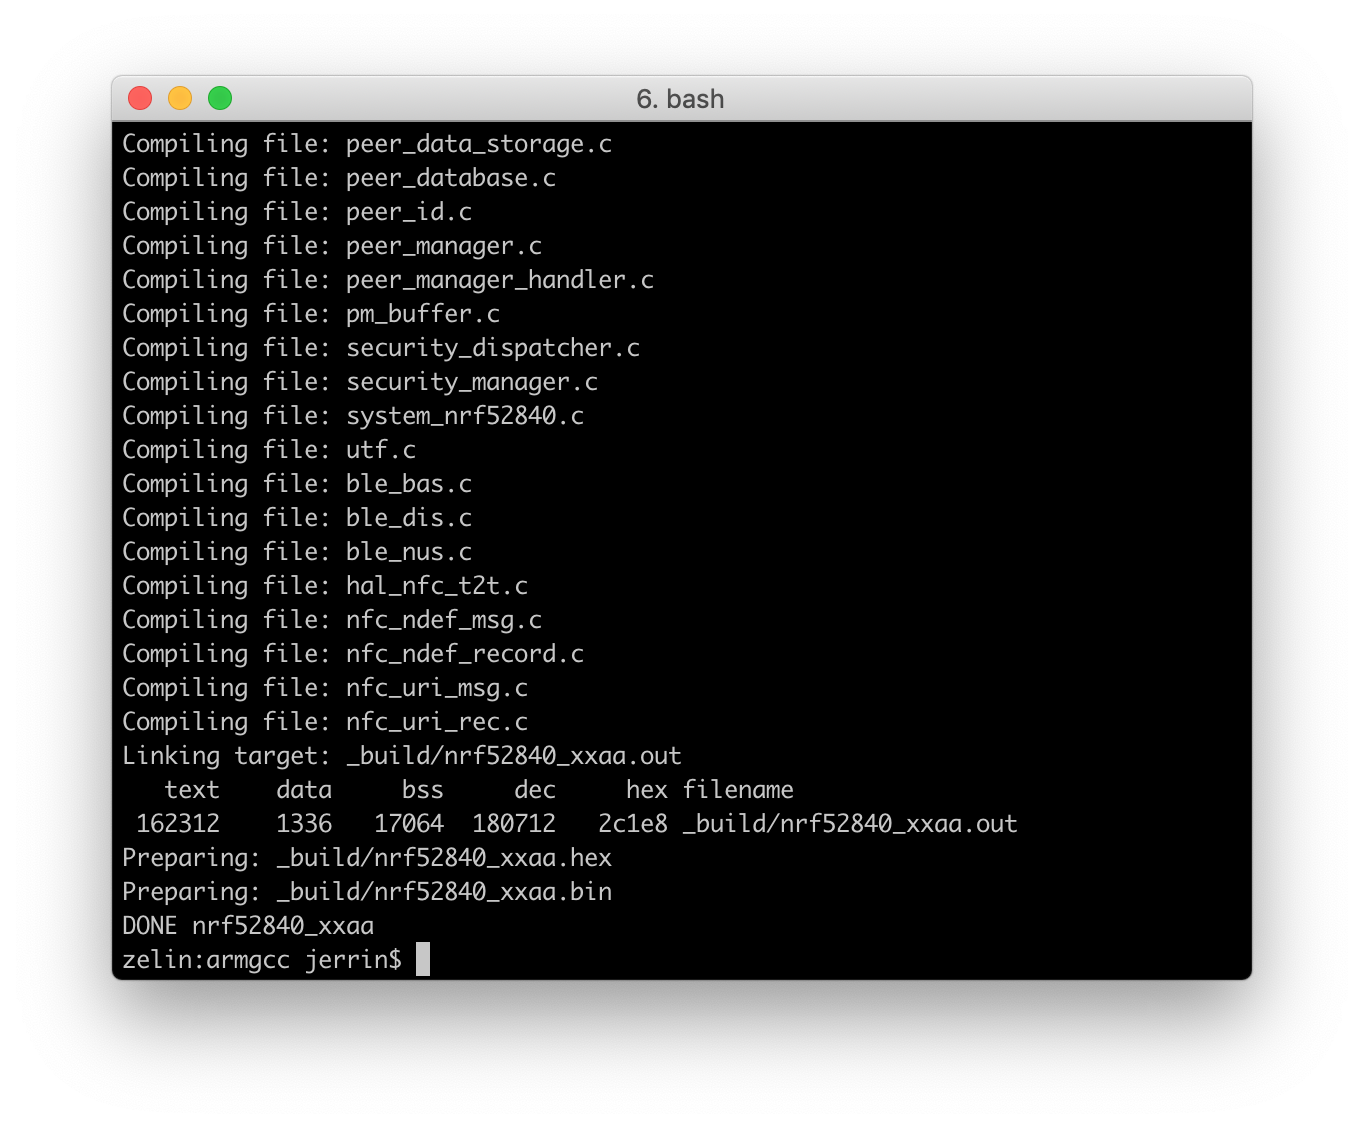 6. bash
Compiling file: peer_data_storage.c
Compiling file: peer_database.c
Compiling file: peer_id.c
Compiling file: peer_manager.c
Compiling file: peer_manager_handler.c
Compiling file: pm_buffer.c
Compiling file: security_dispatcher.c
Compiling file: security_manager.c
Compiling file: system_nrf52840.c
Compiling file: utf.c
Compiling file: ble_bas.c
Compiling file: ble_dis.c
Compiling file: ble_nus.c
Compiling file: hal_nfc_t2t.c
Compiling file: nfc_ndef_msg.c
Compiling file: nfc_ndef_record.c
Compiling file: nfc_uri_msg.c
Compiling file: nfc_uri_rec.c
Linking target: _build/nrf52840_xxaa.out
   text    data     bss     dec     hex filename
 162312    1336   17064  180712   2c1e8 _build/nrf52840_xxaa.out
Preparing: _build/nrf52840_xxaa.hex
Preparing: _build/nrf52840_xxaa.bin
DONE nrf52840_xxaa
zelin:armgcc jerrin$